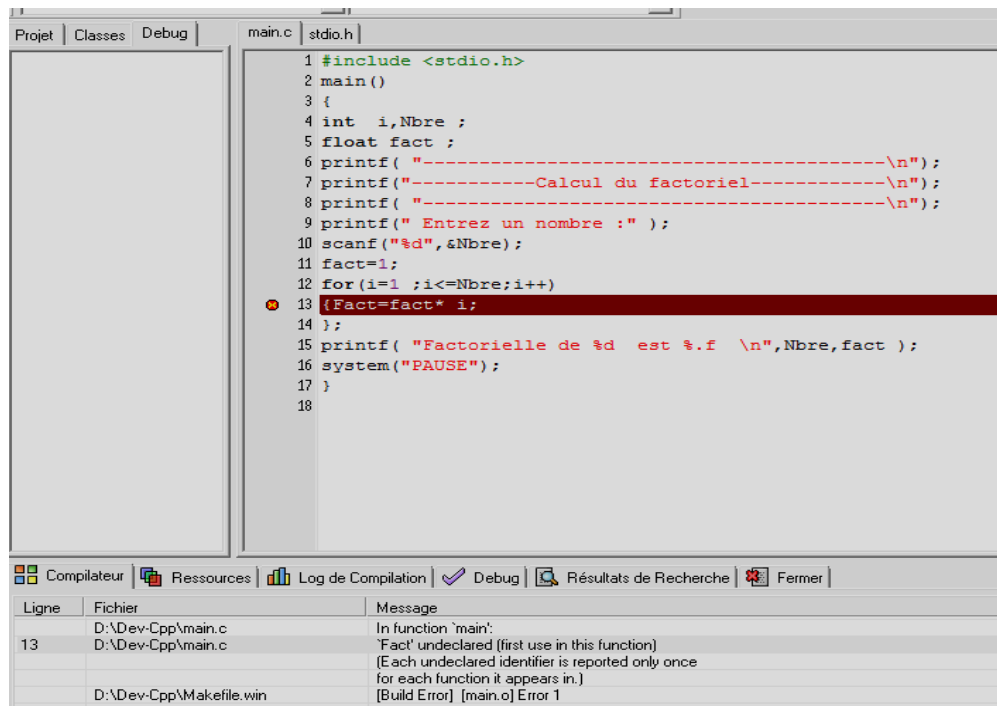 Projet Classes Debug
main.c stdio.h
1 #include <stdio.h>
2 main()
3 {
4 int  i,Nbre ;
5 float fact ;
6 printf( "-----------------------------------------\n");
7 printf("-----------Calcul du factoriel------------\n");
8 printf( "-----------------------------------------\n");
9 printf(" Entrez un nombre :" );
10 scanf("%d",&Nbre);
11 fact=1;
12 for(i=1 ;i<=Nbre;i++)
13 {Fact=fact* i;
14 };
15 printf( "Factorielle de %d  est %.f  \n",Nbre,fact );
16 system("PAUSE");
17 }
18
Compilateur Ressources Log de Compilation Debug Résultats de Recherche Fermer
Ligne Fichier Message
D:\Dev-Cpp\main.c In function `main':
13 D:\Dev-Cpp\main.c `Fact' undeclared (first use in this function)
(Each undeclared identifier is reported only once
for each function it appears in.)
D:\Dev-Cpp\Makefile.win [Build Error]  [main.o] Error 1